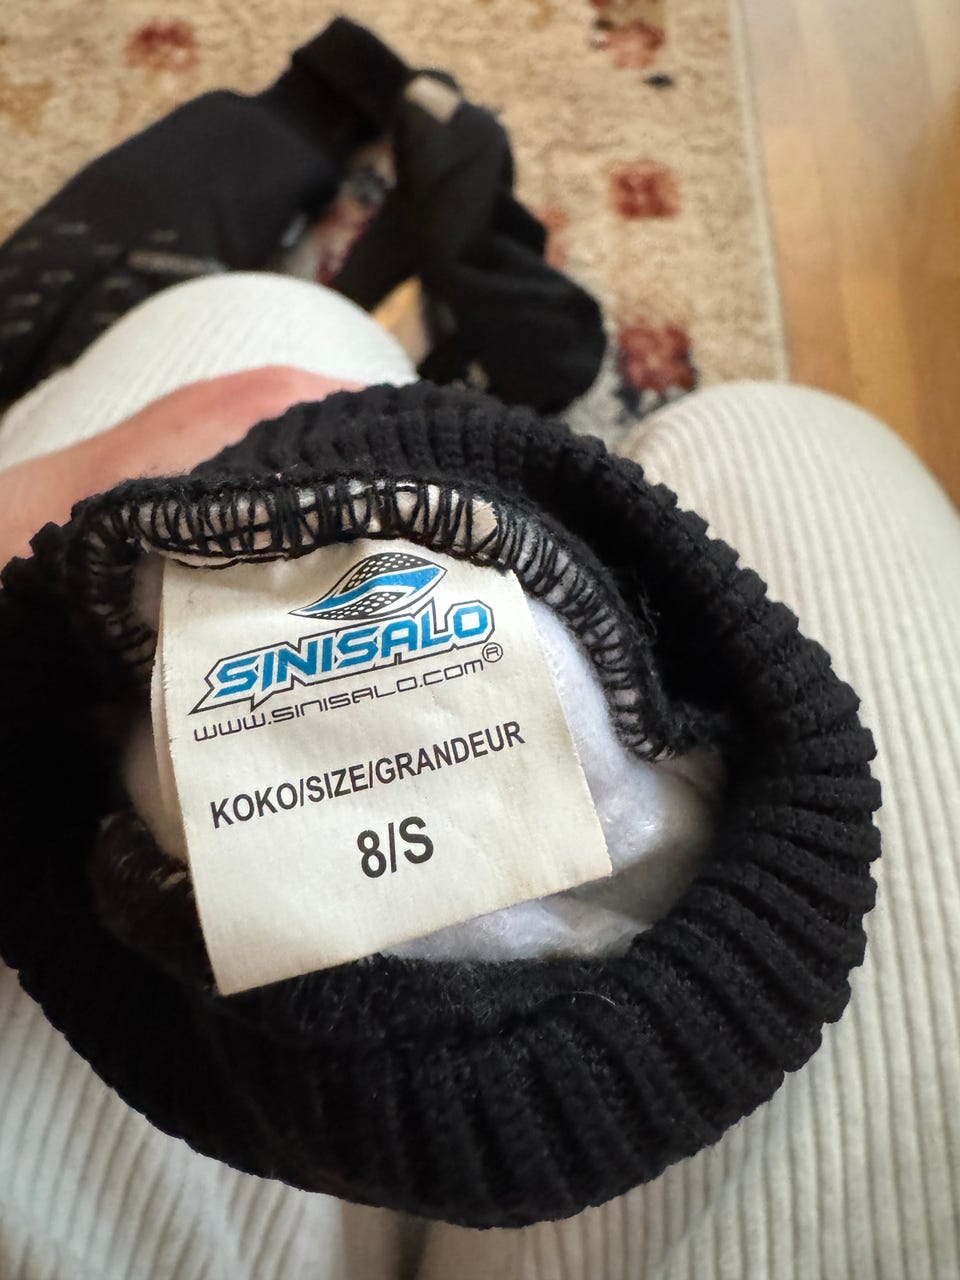 SINISALO
www.sinisalo.com®
KOKO/SIZE/GRANDEUR
8/S